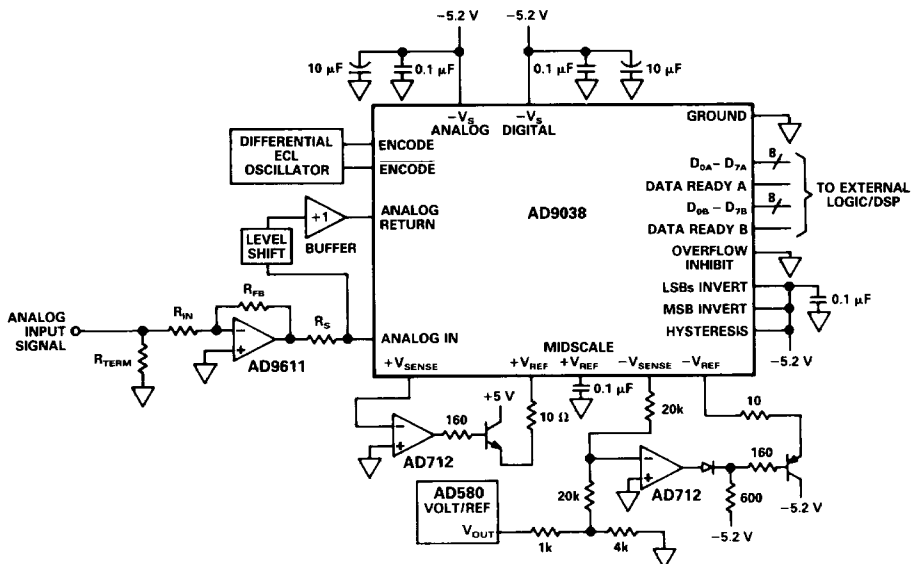 −5.2 V
−5.2 V
10 µF
0.1 µF
0.1 µF
10 µF
−VS
ANALOG
−VS
DIGITAL
GROUND
DIFFERENTIAL
ECL
OSCILLATOR
ENCODE
ENCODE
D0A – D7A
8
DATA READY A
D0B – D7B
8
DATA READY B
TO EXTERNAL
LOGIC/DSP
AD9038
ANALOG
RETURN
+1
BUFFER
LEVEL
SHIFT
OVERFLOW
INHIBIT
LSBs INVERT
MSB INVERT
HYSTERESIS
0.1 µF
−5.2 V
ANALOG
INPUT
SIGNAL
RIN
RFB
RS
RTERM
−
+
AD9611
ANALOG IN
+VSENSE
+VREF
MIDSCALE
+VREF
−VSENSE
−VREF
0.1 µF
+5 V
10 Ω
20k
10
−
+
AD712
160
20k
−
+
AD712
160
600
−5.2 V
−5.2 V
AD580
VOLT/REF
VOUT
1k
4k